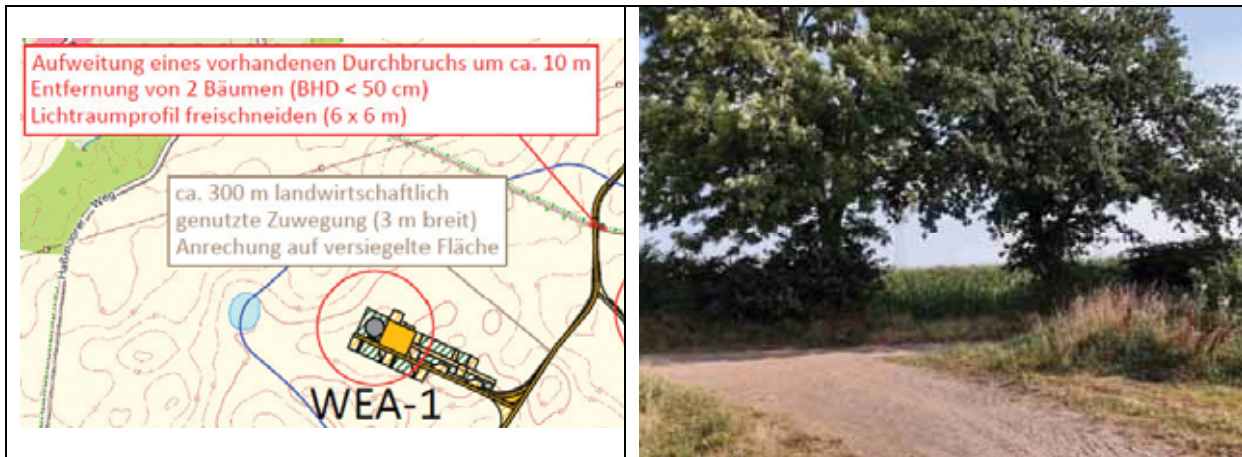 Aufweitung eines vorhandenen Durchbruchs um ca. 10 m
Entfernung von 2 Bäumen (BHD < 50 cm)
Lichtraumprofil freischneiden (6 x 6 m)
ca. 300 m landwirtschaftlich
genutzte Zuwegung (3 m breit)
Anrechung auf versiegelte Fläche
Weg
WEA-1